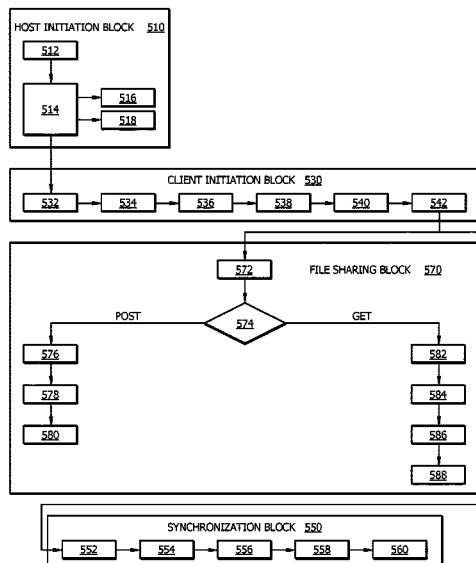 HOST INITIATION BLOCK 510
512
514
516
518
CLIENT INITIATION BLOCK 530
532 534 536 538 540 542
572
FILE SHARING BLOCK 570
574
POST
GET
576
582
578
584
580
586
588
SYNCHRONIZATION BLOCK 550
552 554 556 558 560